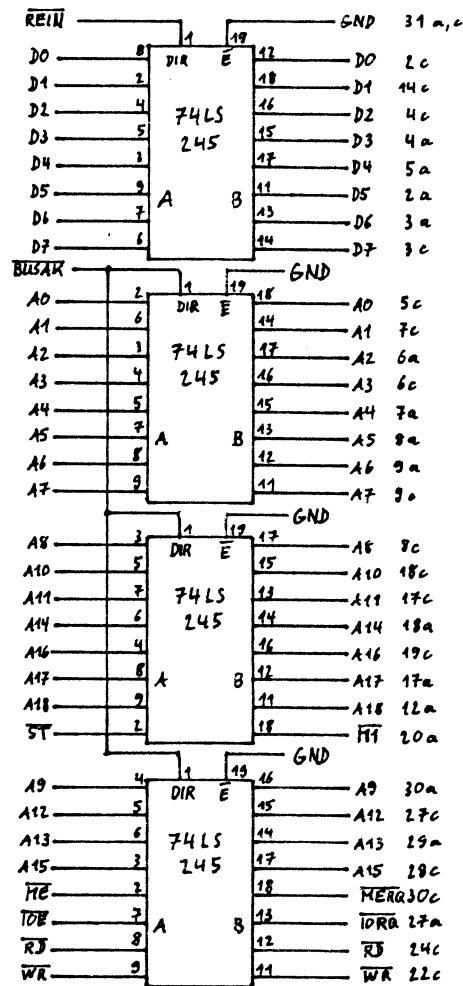 REIN 1 19 GND 31 a,c
D0 8 DIR E 12 D0 2c
D1 2 18 D1 14c
D2 4 74LS 16 D2 4c
D3 5 245 15 D3 4a
D4 3 17 D4 5a
D5 9 A B 11 D5 2a
D6 7 13 D6 3a
D7 6 14 D7 3c
BUSAK 1 19 GND
A0 2 DIR E 18 A0 5c
A1 6 14 A1 7c
A2 3 74LS 17 A2 6a
A3 4 245 16 A3 6c
A4 5 15 A4 7a
A5 7 A B 13 A5 8a
A6 8 12 A6 9a
A7 9 11 A7 9c
1 19 GND
A8 3 DIR E 17 A8 8c
A10 5 15 A10 18c
A11 7 74LS 13 A11 17c
A14 6 245 14 A14 18a
A16 4 16 A16 19c
A17 8 A B 12 A17 17a
A18 9 11 A18 12a
ST 2 18 M1 20a
1 19 GND
A9 4 DIR E 16 A9 30a
A12 5 15 A12 27c
A13 6 74LS 14 A13 29a
A15 3 245 17 A15 28c
ME 2 18 MERQ 30c
IOE 7 A B 13 IORQ 27a
RD 8 12 RD 24c
WR 9 11 WR 22c